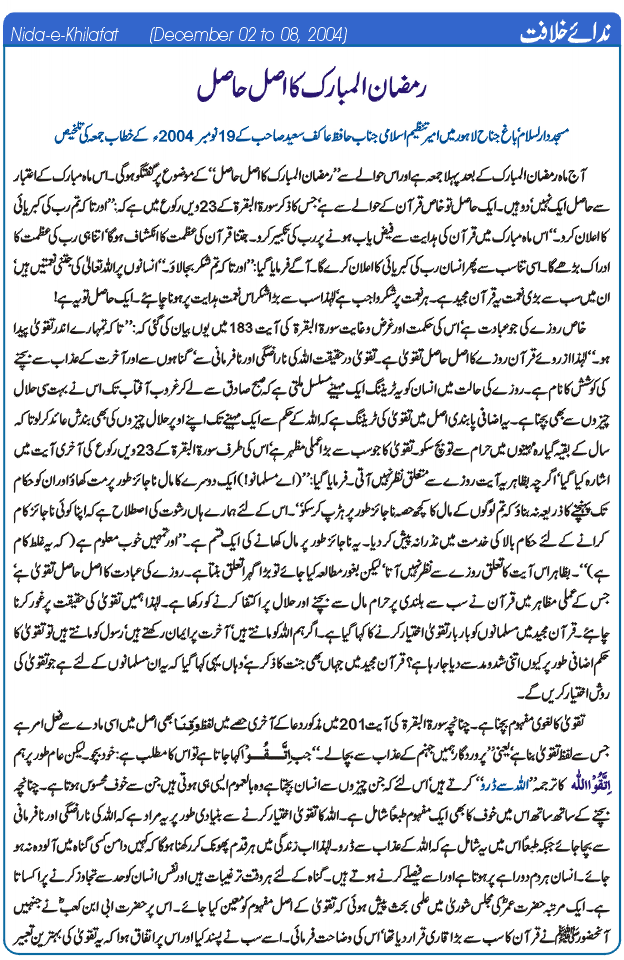 Nida-e-Khilafat (December 02 to 08, 2004) ندائے خلافت
رمضان المبارک کا اصل حاصل
مسجد دارالسلام، باغ جناح لاہور میں امیر تنظیم اسلامی جناب حافظ عاکف سعید صاحب کے 19 نومبر 2004ء کے خطاب جمعہ کی تلخیص
آج ماہ رمضان المبارک کے بعد پہلا جمعہ ہے اور اس حوالے سے ’’رمضان المبارک کا اصل حاصل‘‘ کے موضوع پر گفتگو ہوگی۔ اس ماہ مبارک کے اعتبار
سے حاصل ایک نہیں دو ہیں۔ ایک حاصل تو خاص قرآن کے حوالے سے ہے‘ جس کا ذکر سورۃ البقرۃ کے 23ویں رکوع میں ہے کہ: ’’اور تاکہ تم رب کی کبریائی
کا اعلان کرو۔‘‘ اس ماہ مبارک میں قرآن کی ہدایت سے فیض یاب ہونے پر رب کی تکبیر کرو۔ جتنا قرآن کی عظمت کا انکشاف ہوگا‘ اتنا ہی رب کی عظمت کا
ادراک بڑھے گا۔ اسی تناسب سے پھر انسان رب کی کبریائی کا اعلان کرے گا۔ آگے فرمایا گیا: ’’اور تاکہ تم شکر بجا لاؤ۔‘‘ انسانوں پر اللہ تعالیٰ کی جتنی نعمتیں ہیں‘
ان میں سب سے بڑی نعمت یہ قرآن مجید ہے۔ ہر نعمت پر شکر واجب ہے‘ لہٰذا سب سے بڑا شکر اس نعمت ہدایت پر ہونا چاہئے۔ ایک حاصل تو یہ ہے!
خاص روزے کی جو عبادت ہے‘ اس کی حکمت اور غرض و غایت سورۃ البقرۃ کی آیت 183 میں یوں بیان کی گئی کہ: ’’تاکہ تمہارے اندر تقویٰ پیدا
ہو۔‘‘ لہٰذا از روئے قرآن روزے کا اصل حاصل تقویٰ ہے۔ تقویٰ درحقیقت اللہ کی ناراضگی اور نافرمانی سے‘ گناہوں سے اور آخرت کے عذاب سے بچنے
کی کوشش کا نام ہے۔ روزے کی حالت میں انسان کو یہ ٹریننگ ایک مہینے مسلسل ملتی ہے کہ صبح صادق سے لے کر غروب آفتاب تک اس نے بہت سی حلال
چیزوں سے بھی بچنا ہے۔ یہ اضافی پابندی اصل میں تقویٰ کی ٹریننگ ہے کہ اللہ کے حکم سے ایک مہینے تک اپنے اوپر حلال چیزوں کی بھی بندش عائد کر لو تاکہ
سال کے بقیہ گیارہ مہینوں میں حرام سے تو بچ سکو۔ تقویٰ کا جو سب سے بڑا عملی مظہر ہے‘ اس کی طرف سورۃ البقرۃ کے 23ویں رکوع کی آخری آیت میں
اشارہ کیا گیا‘ اگرچہ بظاہر یہ آیت روزے سے متعلق نظر نہیں آتی۔ فرمایا گیا: ’’(اے مسلمانو!) ایک دوسرے کا مال ناجائز طور پر مت کھاؤ اور ان کو حکام
تک پہنچنے کا ذریعہ نہ بناؤ کہ تم لوگوں کے مال کا کچھ حصہ ناجائز طور پر ہڑپ کر سکو‘‘۔ اس کے لئے ہمارے ہاں رشوت کی اصطلاح ہے کہ اپنا کوئی ناجائز کام
کرانے کے لئے حکام بالا کی خدمت میں نذرانہ پیش کر دیا۔ یہ ناجائز طور پر مال کھانے کی ایک قسم ہے۔ ’’اور تمہیں خوب معلوم ہے (کہ یہ غلط کام
ہے)‘‘۔ بظاہر اس آیت کا تعلق روزے سے نظر نہیں آتا‘ لیکن بغور مطالعہ کیا جائے تو بڑا گہرا تعلق بنتا ہے۔ روزے کی عبادت کا اصل حاصل تقویٰ ہے‘
جس کے عملی مظاہر میں قرآن نے سب سے بلندی پر حرام مال سے بچنے اور حلال پر اکتفا کرنے کو رکھا ہے۔ لہٰذا ہمیں تقویٰ کی حقیقت پر غور کرنا
چاہئے۔ قرآن مجید میں مسلمانوں کو بار بار تقویٰ اختیار کرنے کا کہا گیا ہے۔ اگر ہم اللہ کو مانتے ہیں‘ آخرت پر ایمان رکھتے ہیں‘ رسول کو مانتے ہیں تو تقویٰ کا
حکم اضافی طور پر کیوں اتنی شد و مد سے دیا جا رہا ہے؟ قرآن مجید میں جہاں بھی جنت کا ذکر ہے‘ وہاں یہی کہا گیا کہ یہ ان مسلمانوں کے لئے ہے جو تقویٰ کی
روش اختیار کریں گے۔
تقویٰ کا لغوی مفہوم بچنا ہے۔ چنانچہ سورۃ البقرۃ کی آیت 201 میں مذکور دعا کے آخری حصے میں لفظ وَقِنَا بھی اصل میں اسی مادے سے فعل امر ہے
جس سے لفظ تقویٰ بنا ہے‘ یعنی ’’پروردگار ہمیں جہنم کے عذاب سے بچا لے۔‘‘ جب اِتَّقُوْا کہا جاتا ہے تو اس کا مطلب ہے: خود بچو‘ لیکن عام طور پر ہم
اِتَّقُوْا اللّٰہَ کا ترجمہ ’’اللہ سے ڈرو‘‘ کرتے ہیں‘ اس لئے کہ جن چیزوں سے انسان بچتا ہے وہ بالعموم ایسی ہی ہوتی ہیں جن سے خوف محسوس ہوتا ہے۔ چنانچہ
بچنے کے ساتھ ساتھ اس میں خوف کا بھی ایک مفہوم طبعاً شامل ہے۔ اللہ کا تقویٰ اختیار کرنے سے بنیادی طور پر یہ مراد ہے کہ اللہ کی ناراضگی اور نافرمانی
سے بچا جائے جبکہ طبعاً اس میں یہ شامل ہے کہ اللہ کے عذاب سے ڈرو۔ لہٰذا اب زندگی میں ہر قدم پھونک کر رکھنا ہوگا کہ کہیں دامن کسی گناہ میں آلودہ نہ ہو
جائے۔ انسان ہر دم دوراہے پر ہوتا ہے اور اسے فیصلے کرنے ہوتے ہیں۔ گناہ کے لئے ہر وقت ترغیبات ہیں اور نفس انسان کو حد سے تجاوز کرنے پر اکساتا
ہے۔ ایک مرتبہ حضرت عمرؓ کی مجلس شوریٰ میں علمی بحث پیش ہوئی کہ تقویٰ کے اصل مفہوم کو معین کیا جائے۔ اس پر حضرت ابی ابن کعبؓ نے جنہیں
آنحضور ﷺ نے قرآن کا سب سے بڑا قاری قرار دیا تھا‘ اس کی وضاحت فرمائی۔ اسے سب نے پسند کیا اور اس پر اتفاق ہوا کہ یہ تقویٰ کی بہترین تعبیر